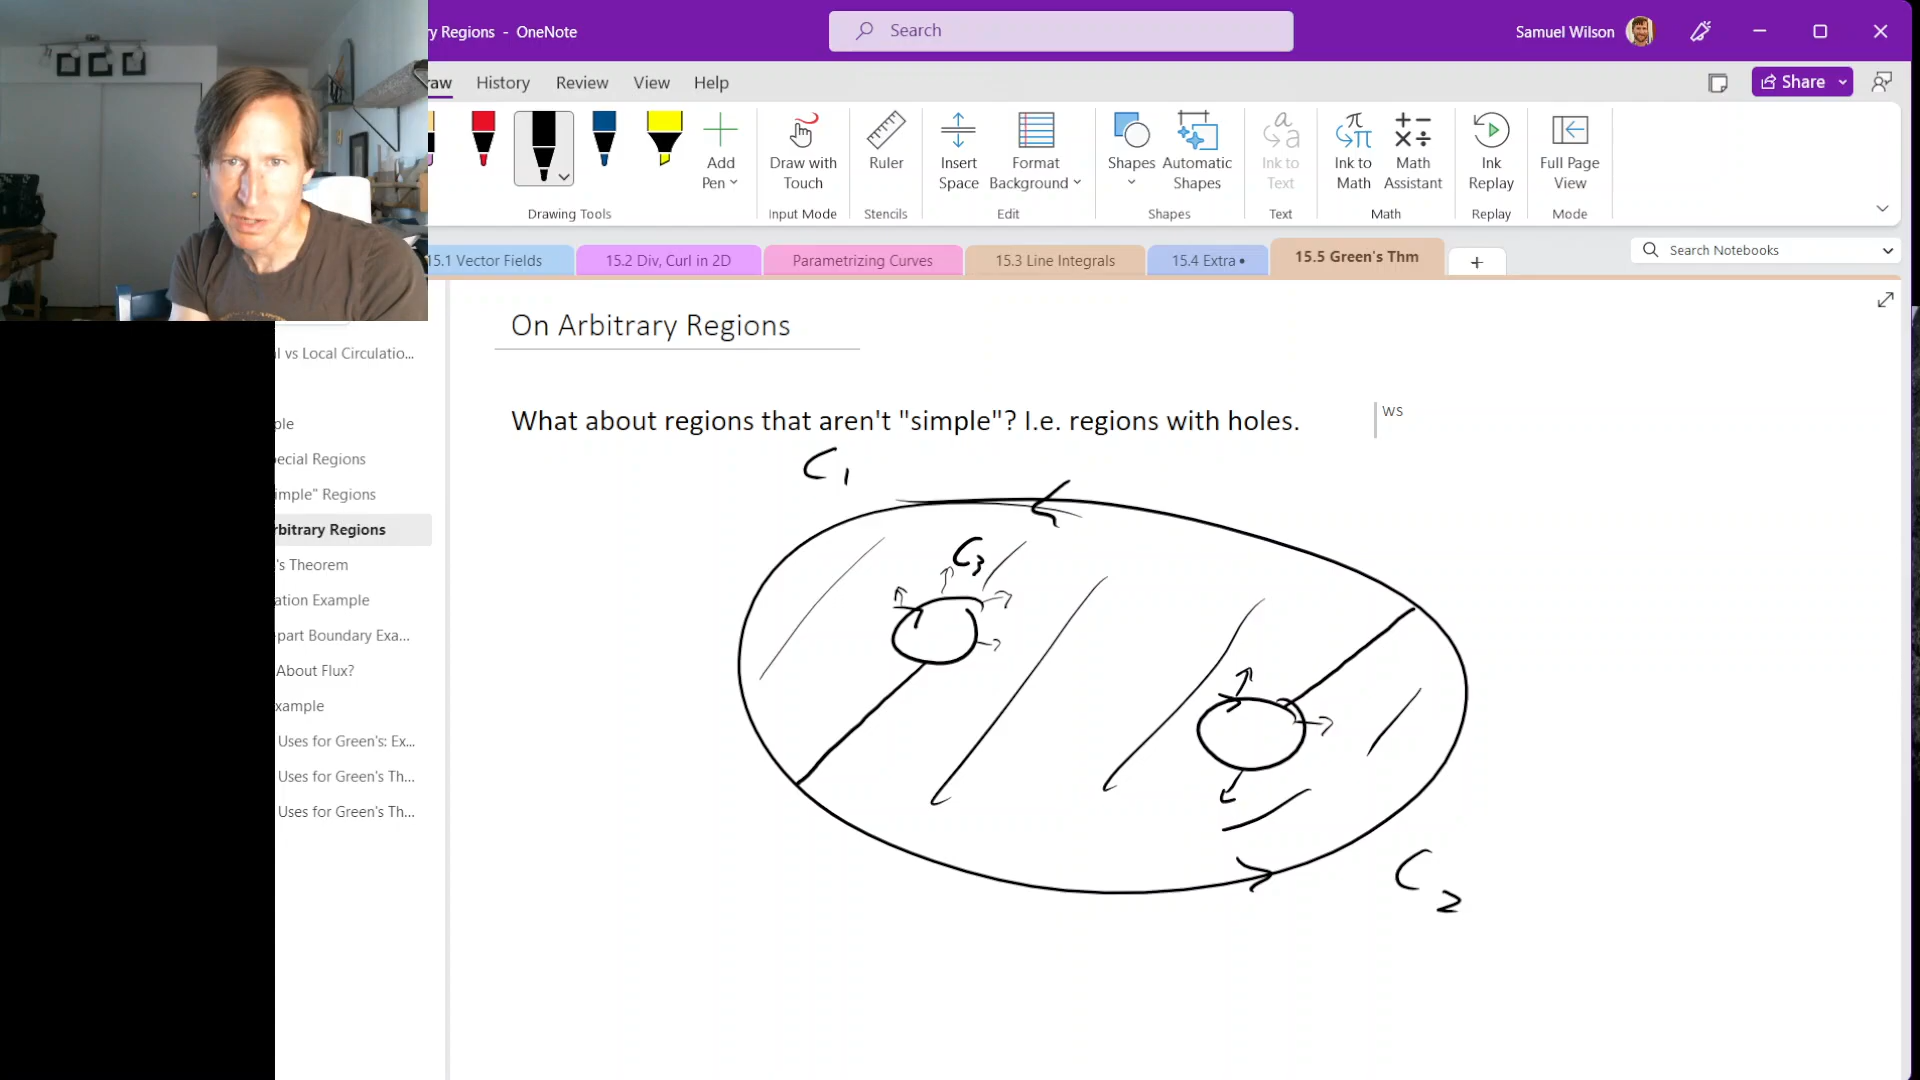 ry Regions - OneNote
Search
Samuel Wilson
raw
History
Review
View
Help
Share
Add Pen
Draw with Touch
Ruler
Insert Space
Format Background
Shapes
Automatic Shapes
Ink to Text
Ink to Math
Math Assistant
Ink Replay
Full Page View
Drawing Tools
Input Mode
Stencils
Edit
Shapes
Text
Math
Replay
Mode
15.1 Vector Fields
15.2 Div, Curl in 2D
Parametrizing Curves
15.3 Line Integrals
15.4 Extra •
15.5 Green's Thm
+
Search Notebooks
l vs Local Circulatio...
ple
ecial Regions
imple" Regions
rbitrary Regions
's Theorem
ation Example
part Boundary Exa...
About Flux?
xample
Uses for Green's: Ex...
Uses for Green's Th...
Uses for Green's Th...
On Arbitrary Regions
What about regions that aren't "simple"? I.e. regions with holes.
WS
C1
C3
C2